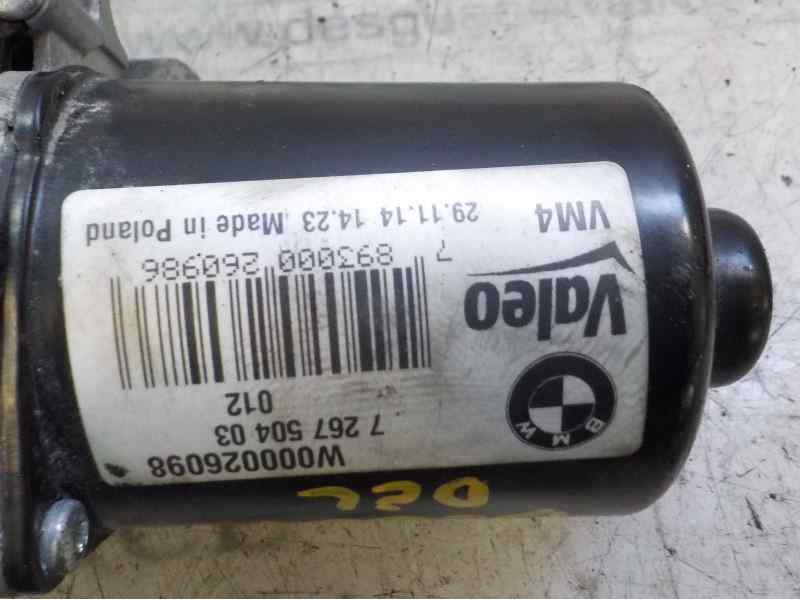 W000026098
7 267 504 03
012
BMW
Valeo
7 893000 260986
VM4
29.11.14 14.23 Made in Poland